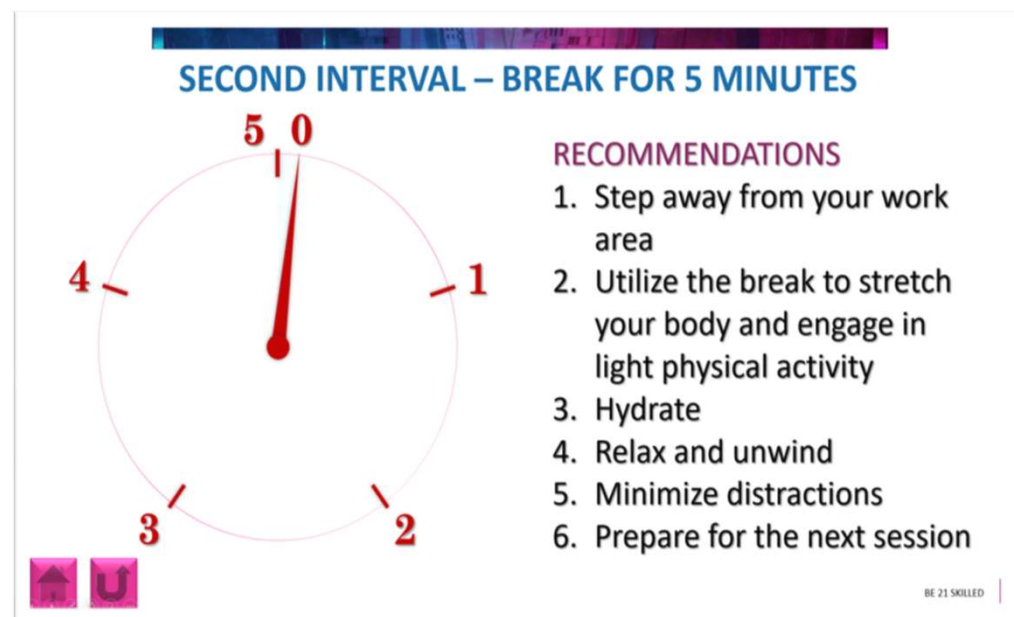 SECOND INTERVAL – BREAK FOR 5 MINUTES
5 0
4
1
3
2
RECOMMENDATIONS
1. Step away from your work
area
2. Utilize the break to stretch
your body and engage in
light physical activity
3. Hydrate
4. Relax and unwind
5. Minimize distractions
6. Prepare for the next session
BE 21 SKILLED